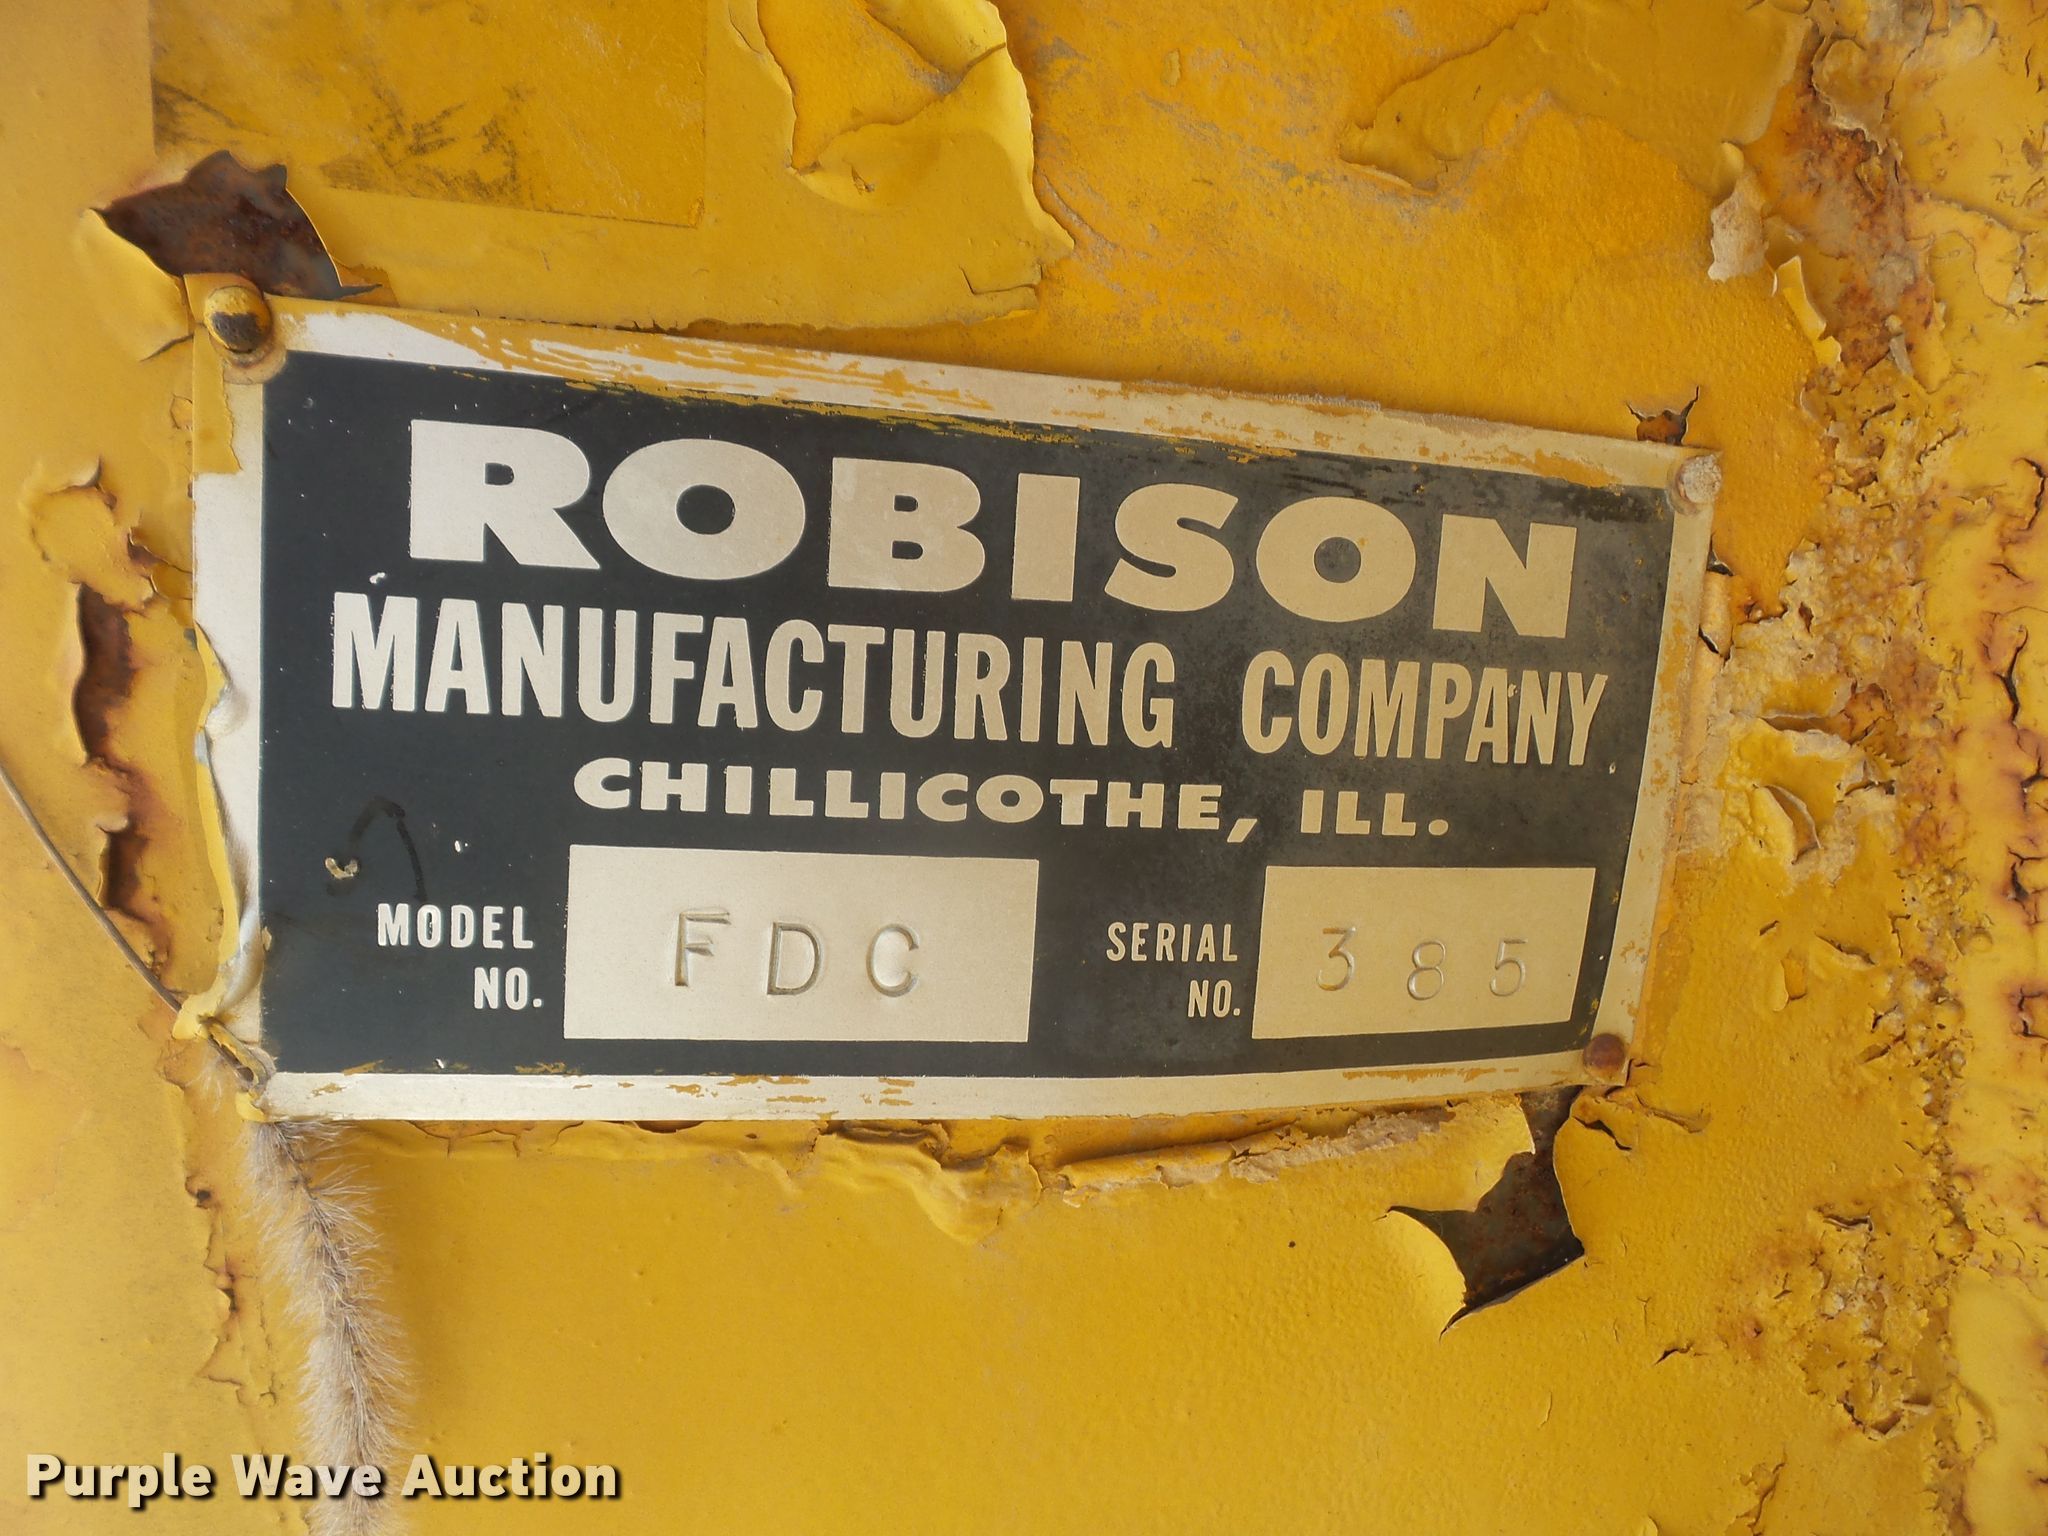 ROBISON
MANUFACTURING COMPANY
CHILLICOTHE, ILL.
MODEL NO. FDC
SERIAL NO. 385
Purple Wave Auction